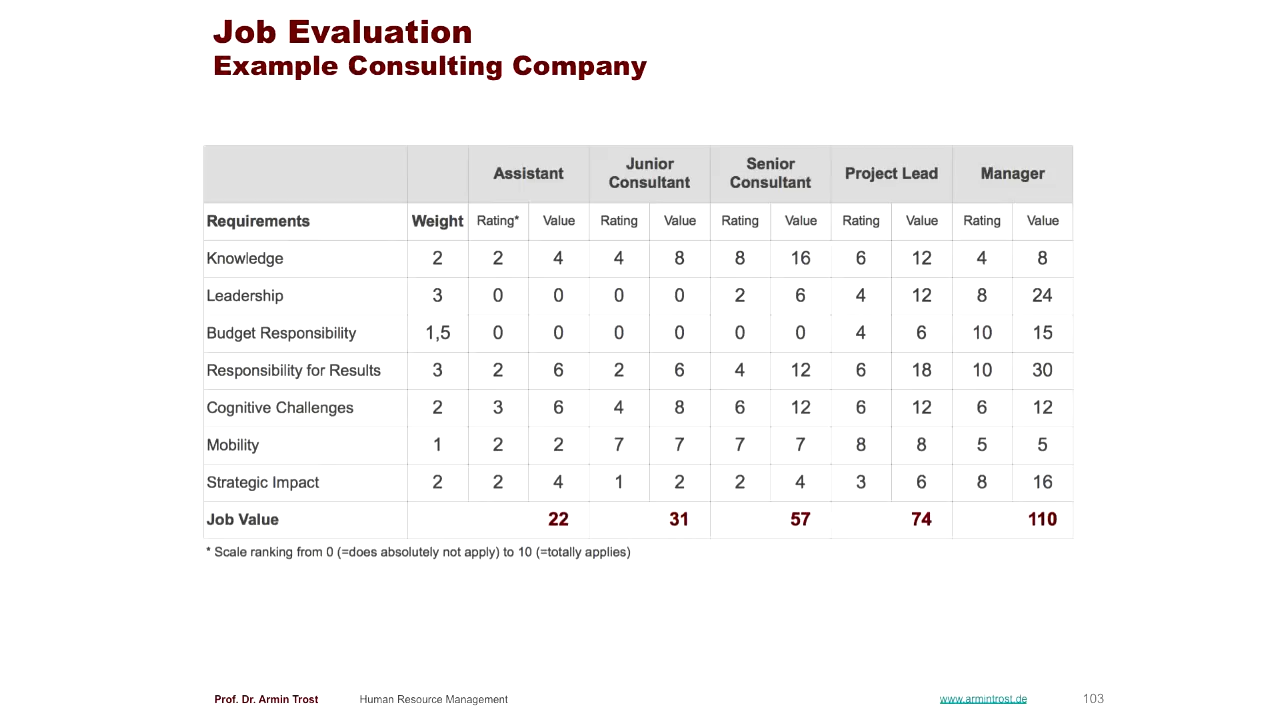 Job Evaluation
Example Consulting Company
Assistant Junior Consultant Senior Consultant Project Lead Manager
Requirements Weight Rating* Value Rating Value Rating Value Rating Value Rating Value
Knowledge 2 2 4 4 8 8 16 6 12 4 8
Leadership 3 0 0 0 0 2 6 4 12 8 24
Budget Responsibility 1,5 0 0 0 0 0 0 4 6 10 15
Responsibility for Results 3 2 6 2 6 4 12 6 18 10 30
Cognitive Challenges 2 3 6 4 8 6 12 6 12 6 12
Mobility 1 2 2 7 7 7 7 8 8 5 5
Strategic Impact 2 2 4 1 2 2 4 3 6 8 16
Job Value 22 31 57 74 110
* Scale ranking from 0 (=does absolutely not apply) to 10 (=totally applies)
Prof. Dr. Armin Trost Human Resource Management www.armintrost.de 103